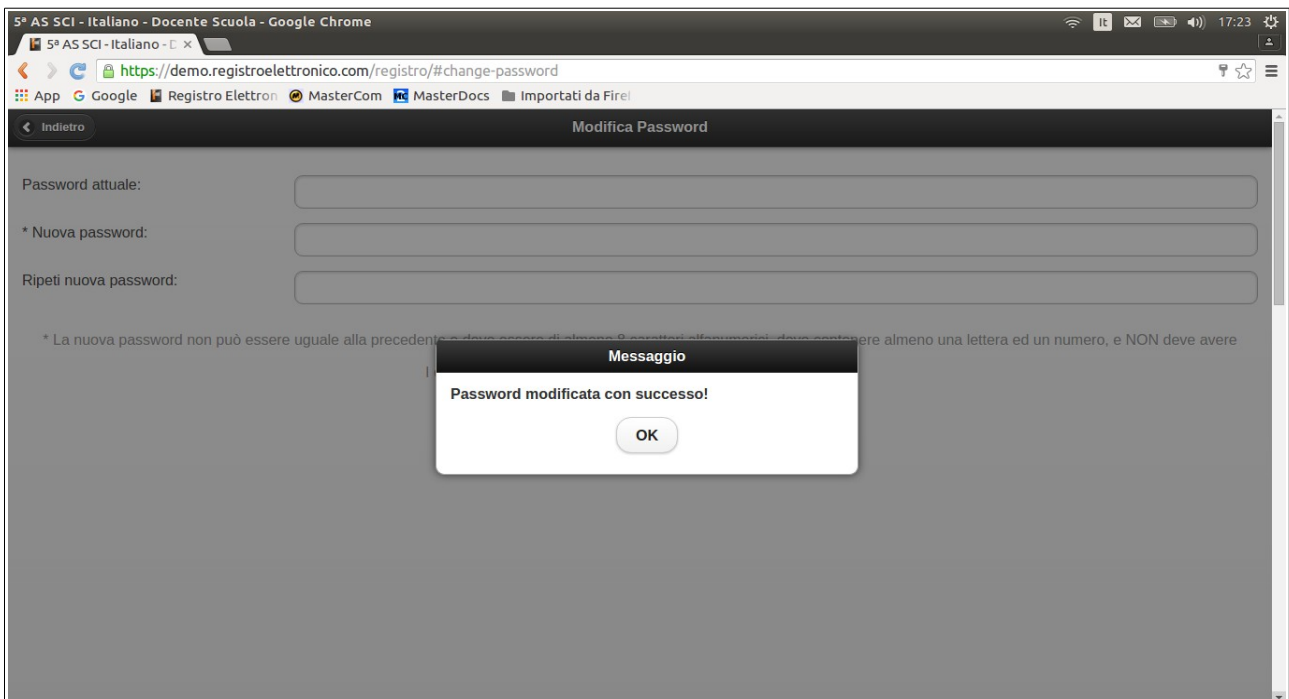 5ª AS SCI - Italiano - Docente Scuola - Google Chrome
It
17:23
5ª AS SCI - Italiano - D
https://demo.registroelettronico.com/registro/#change-password
App Google Registro Elettron MasterCom MasterDocs Importati da Firef
Indietro
Modifica Password
Password attuale:
* Nuova password:
Ripeti nuova password:
* La nuova password non può essere uguale alla precedente e deve essere di almeno 8 caratteri alfanumerici, deve contenere almeno una lettera ed un numero, e NON deve avere
Messaggio
Password modificata con successo!
OK